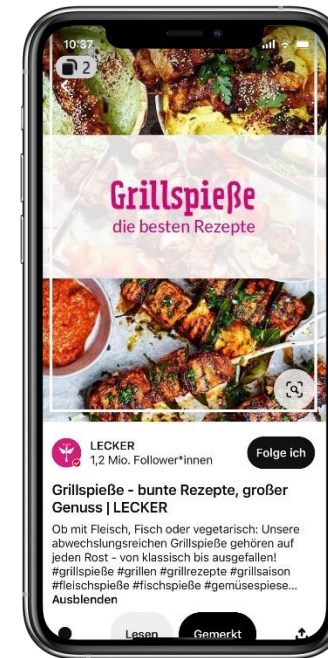 10:37
2
Grillspieße
die besten Rezepte
LECKER
1,2 Mio. Follower*innen
Folge ich
Grillspieße - bunte Rezepte, großer
Genuss | LECKER
Ob mit Fleisch, Fisch oder vegetarisch: Unsere
abwechslungsreichen Grillspieße gehören auf
jeden Rost - von klassisch bis ausgefallen!
#grillspieße #grillen #grillrezepte #grillsaison
#fleischspieße #fischspieße #gemüsespiese...
Ausblenden
Lesen
Gemerkt